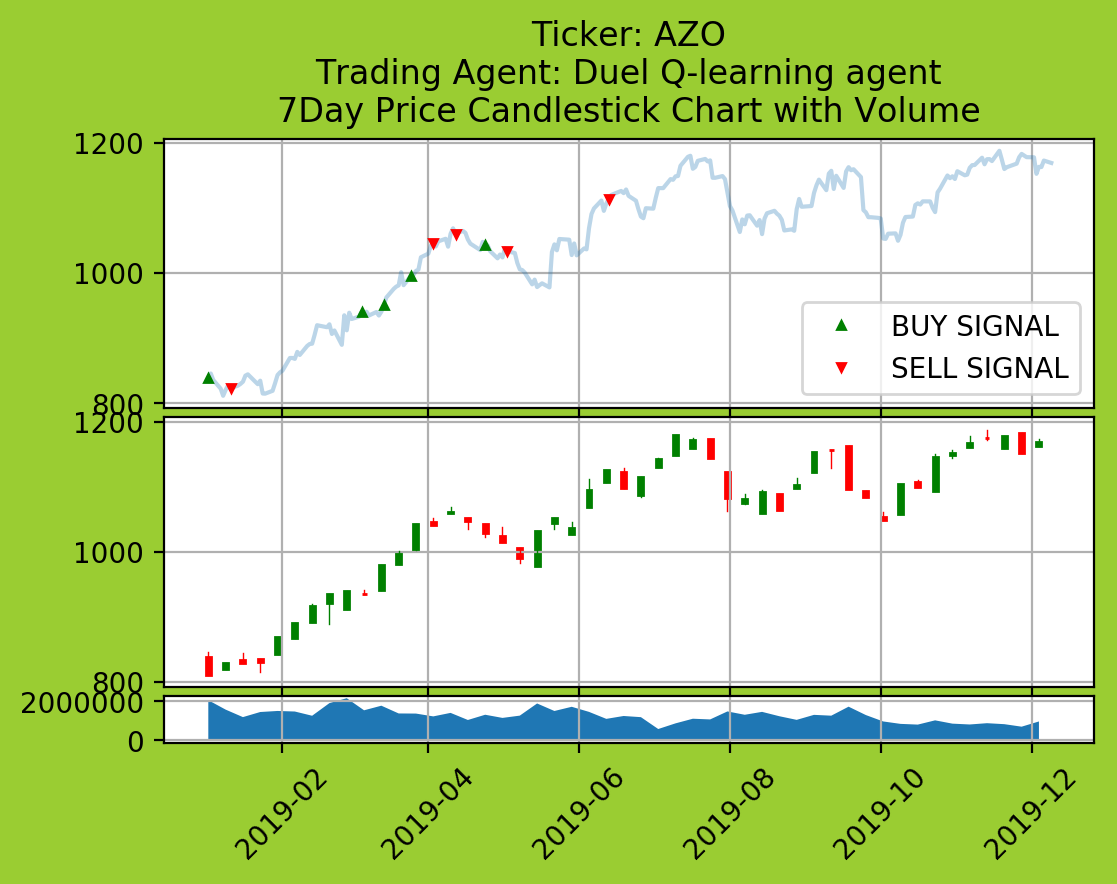 Ticker: AZO
Trading Agent: Duel Q-learning agent
7Day Price Candlestick Chart with Volume
1200
1000
800
BUY SIGNAL
SELL SIGNAL
1200
1000
800
2000000
0
2019-02
2019-04
2019-06
2019-08
2019-10
2019-12